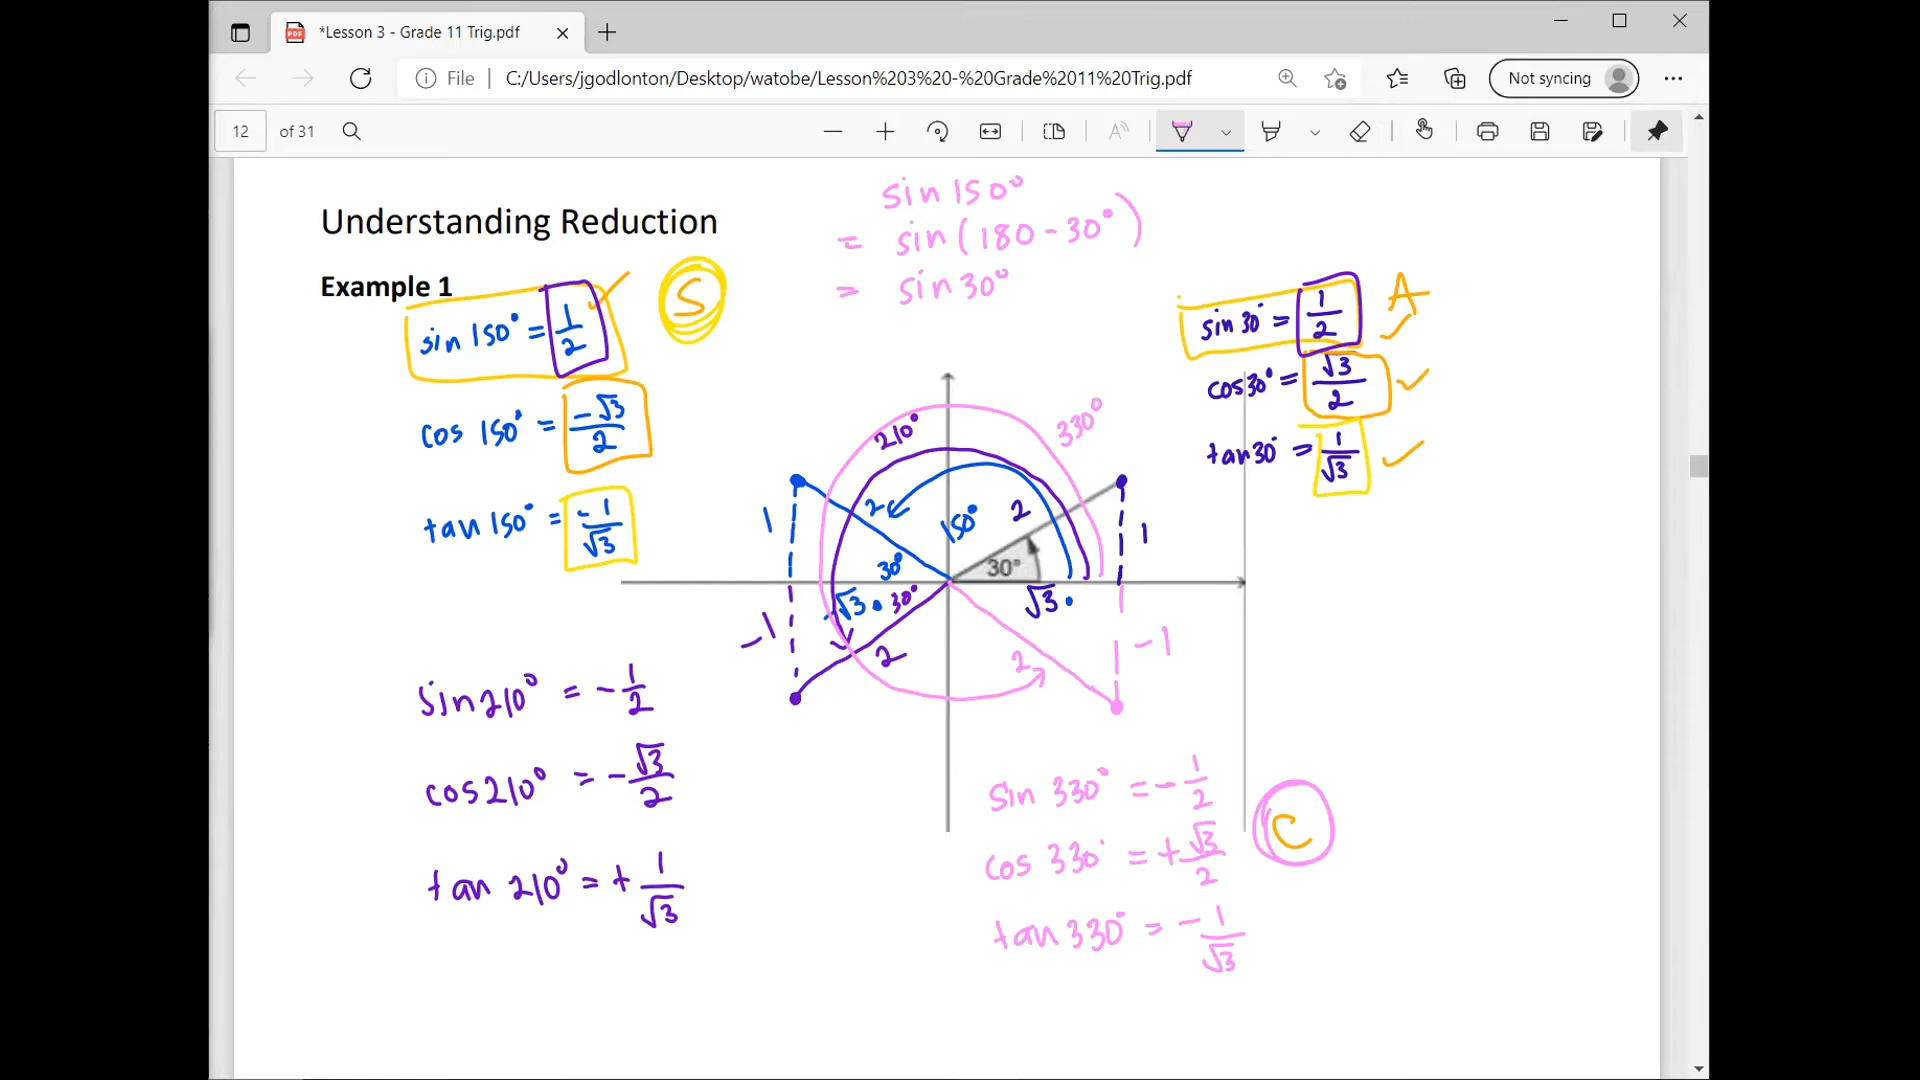 *Lesson 3 - Grade 11 Trig.pdf
File | C:/Users/jgodlonton/Desktop/watobe/Lesson%203%20-%20Grade%2011%20Trig.pdf
Not syncing
12 of 31
Understanding Reduction
sin 150°
= sin(180 - 30°)
= sin 30°
Example 1
sin 150° = 1/2
S
cos 150° = -√3/2
tan 150° = -1/√3
sin 30° = 1/2
A
cos 30° = √3/2
tan 30° = 1/√3
210°
330°
1
2
150°
2
1
30°
30°
-√3
30°
√3
-1
2
2
-1
sin 210° = -1/2
cos 210° = -√3/2
tan 210° = +1/√3
sin 330° = -1/2
cos 330° = +√3/2
C
tan 330° = -1/√3